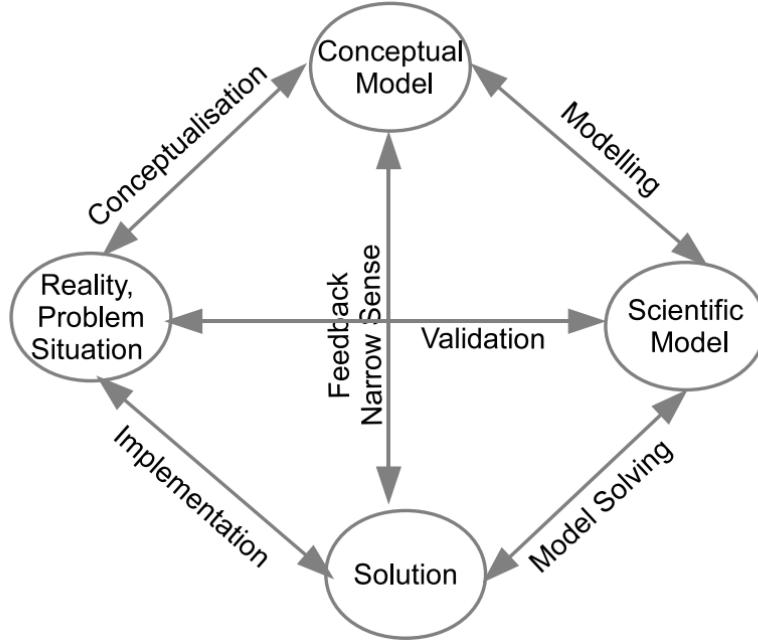 Conceptual
Model
Conceptualisation
Modelling
Reality,
Problem
Situation
Feedback
Narrow Sense
Validation
Scientific
Model
Implementation
Model Solving
Solution